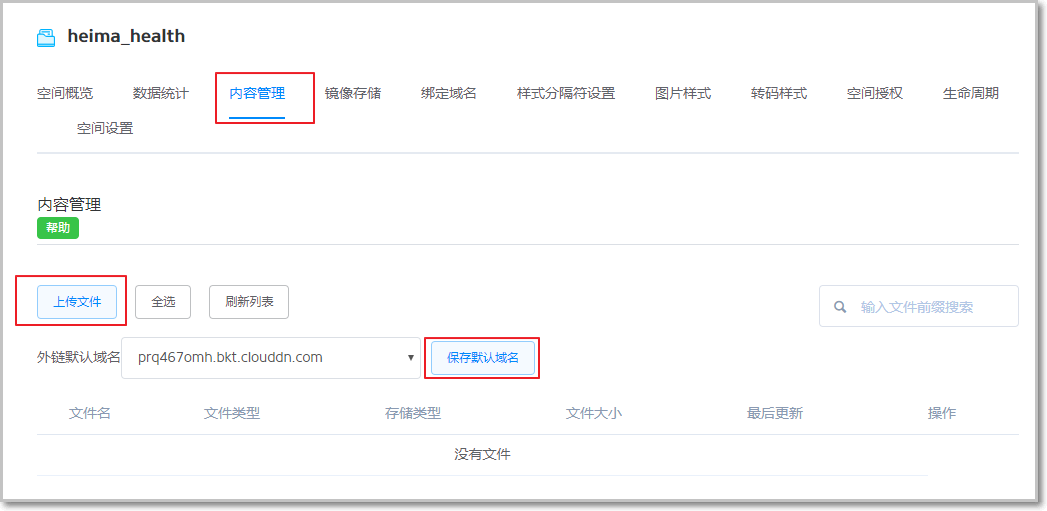 heima_health
空间概览 数据统计 内容管理 镜像存储 绑定域名 样式分隔符设置 图片样式 转码样式 空间授权 生命周期
空间设置
内容管理
帮助
上传文件 全选 刷新列表 输入文件前缀搜索
外链默认域名 prq467omh.bkt.clouddn.com 保存默认域名
文件名 文件类型 存储类型 文件大小 最后更新 操作
没有文件